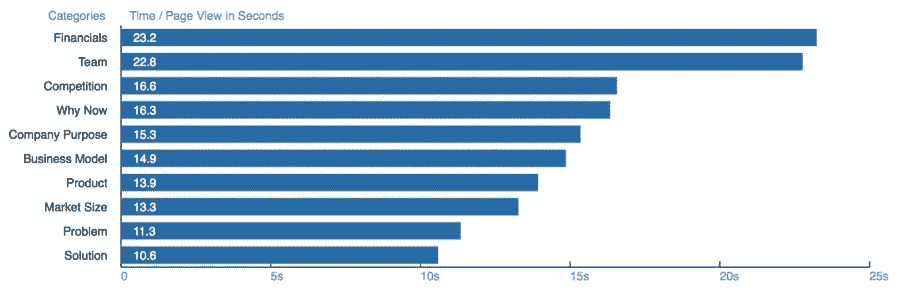 Categories Time / Page View in Seconds
Financials 23.2
Team 22.8
Competition 16.6
Why Now 16.3
Company Purpose 15.3
Business Model 14.9
Product 13.9
Market Size 13.3
Problem 11.3
Solution 10.6
0 5s 10s 15s 20s 25s